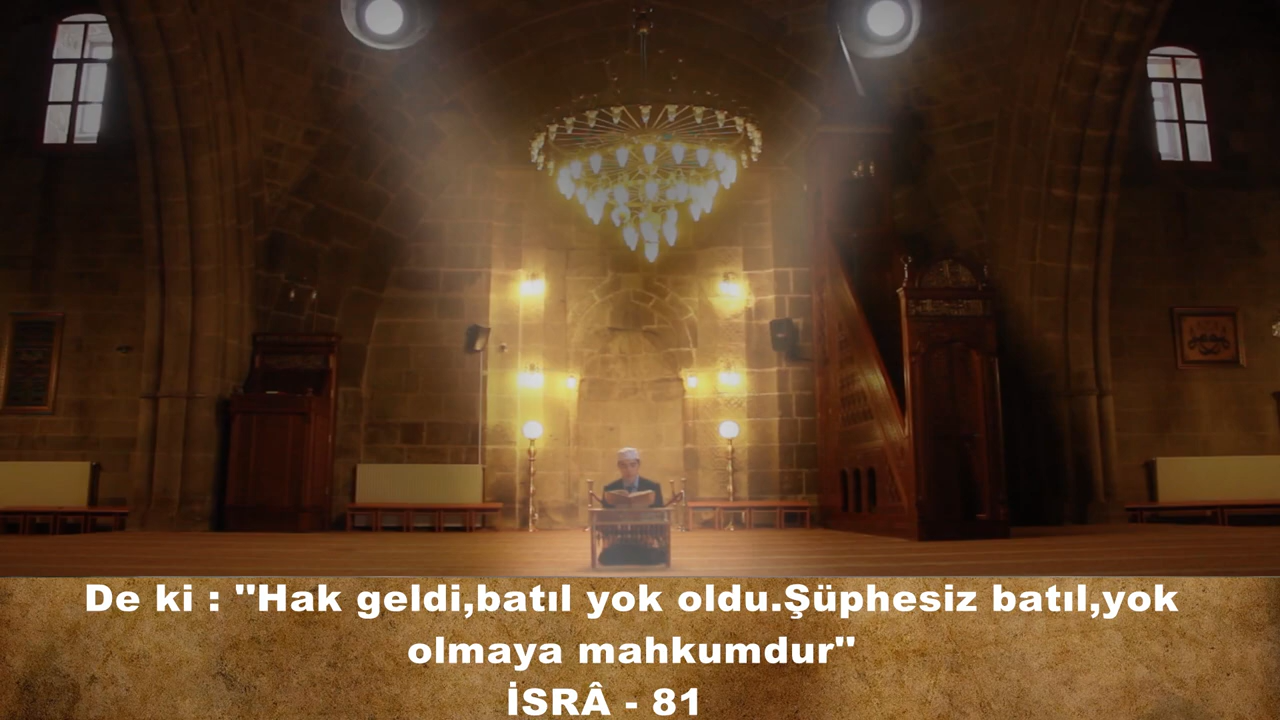 De ki : ''Hak geldi,batıl yok oldu.Şüphesiz batıl,yok
olmaya mahkumdur''
İSRÂ - 81